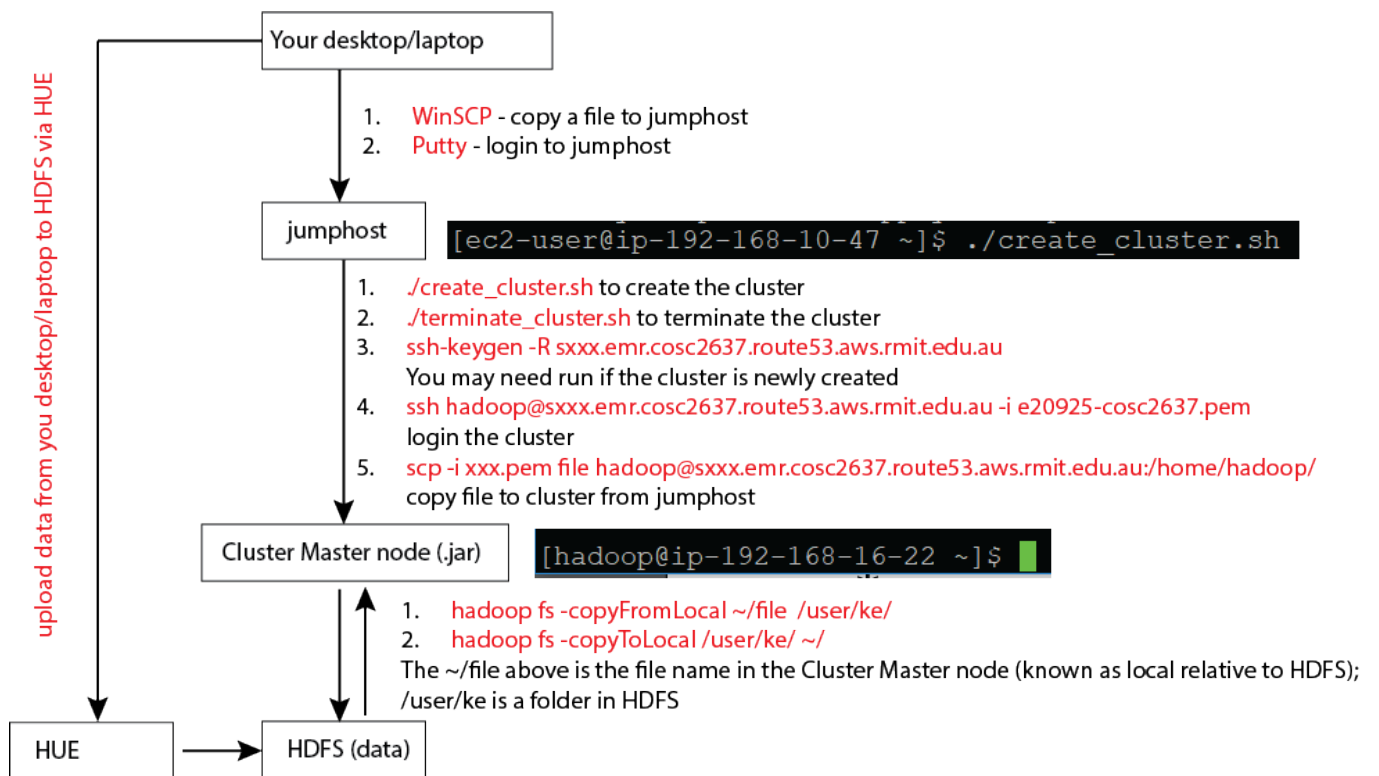 Your desktop/laptop
upload data from you desktop/laptop to HDFS via HUE
1. WinSCP - copy a file to jumphost
2. Putty - login to jumphost
jumphost
[ec2-user@ip-192-168-10-47 ~]$ ./create_cluster.sh
1. ./create_cluster.sh to create the cluster
2. ./terminate_cluster.sh to terminate the cluster
3. ssh-keygen -R sxxx.emr.cosc2637.route53.aws.rmit.edu.au
You may need run if the cluster is newly created
4. ssh hadoop@sxxx.emr.cosc2637.route53.aws.rmit.edu.au -i e20925-cosc2637.pem
login the cluster
5. scp -i xxx.pem file hadoop@sxxx.emr.cosc2637.route53.aws.rmit.edu.au:/home/hadoop/
copy file to cluster from jumphost
Cluster Master node (.jar)
[hadoop@ip-192-168-16-22 ~]$
1. hadoop fs -copyFromLocal ~/file /user/ke/
2. hadoop fs -copyToLocal /user/ke/ ~/
The ~/file above is the file name in the Cluster Master node (known as local relative to HDFS);
/user/ke is a folder in HDFS
HUE
HDFS (data)